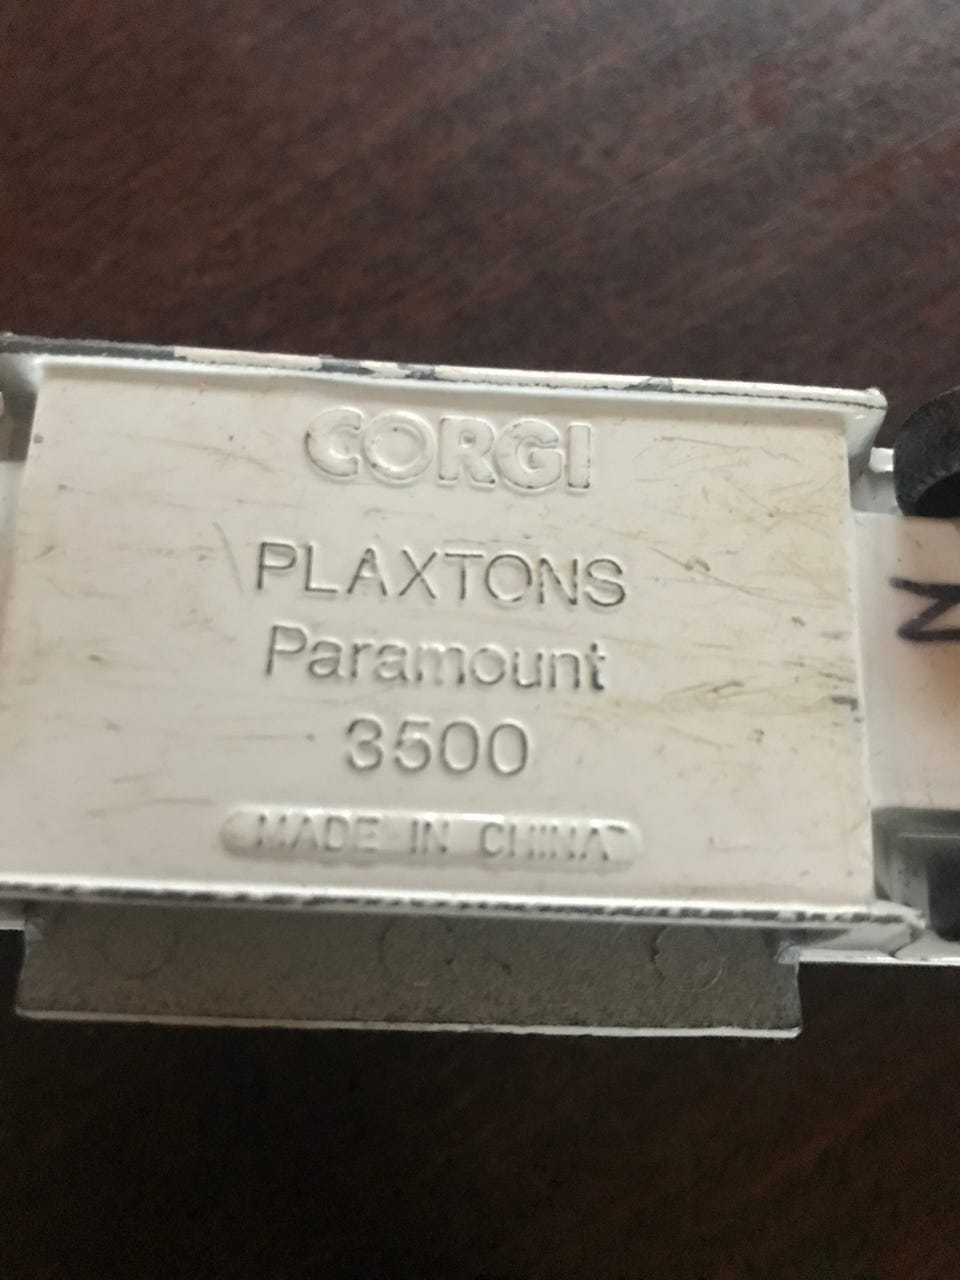 CORGI
PLAXTONS
Paramount
3500
MADE IN CHINA